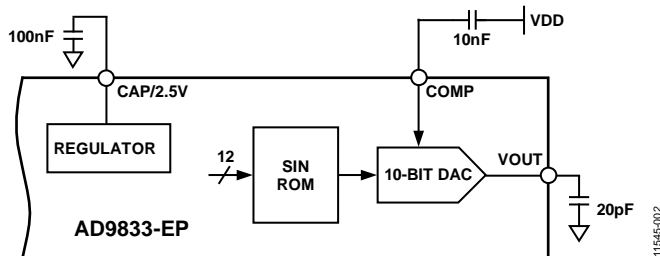 100nF
10nF
VDD
CAP/2.5V
COMP
REGULATOR
12
SIN
ROM
10-BIT DAC
VOUT
20pF
AD9833-EP
11545-002